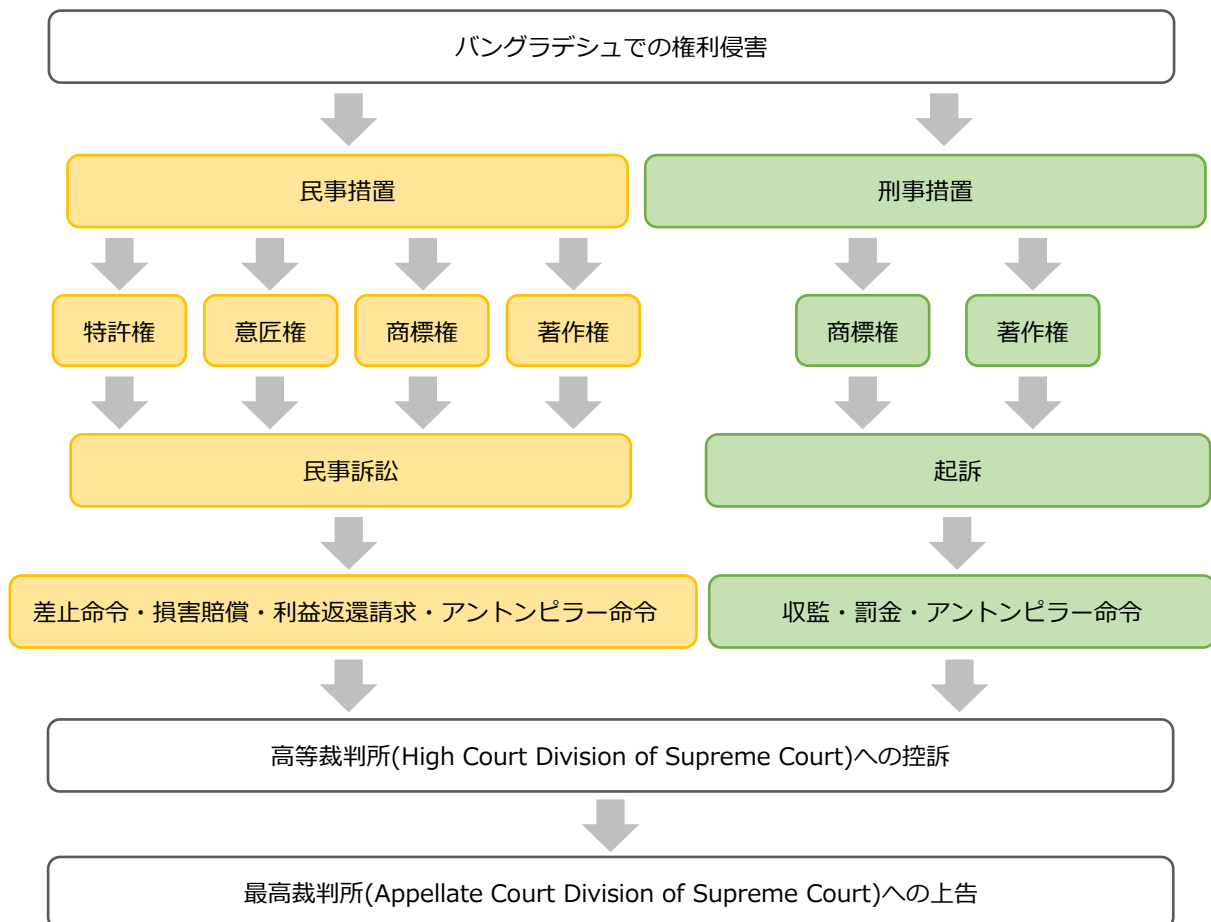 バングラデシュでの権利侵害
民事措置
刑事措置
特許権
意匠権
商標権
著作権
商標権
著作権
民事訴訟
起訴
差止命令・損害賠償・利益返還請求・アントンピラー命令
収監・罰金・アントンピラー命令
高等裁判所(High Court Division of Supreme Court)への控訴
最高裁判所(Appellate Court Division of Supreme Court)への上告